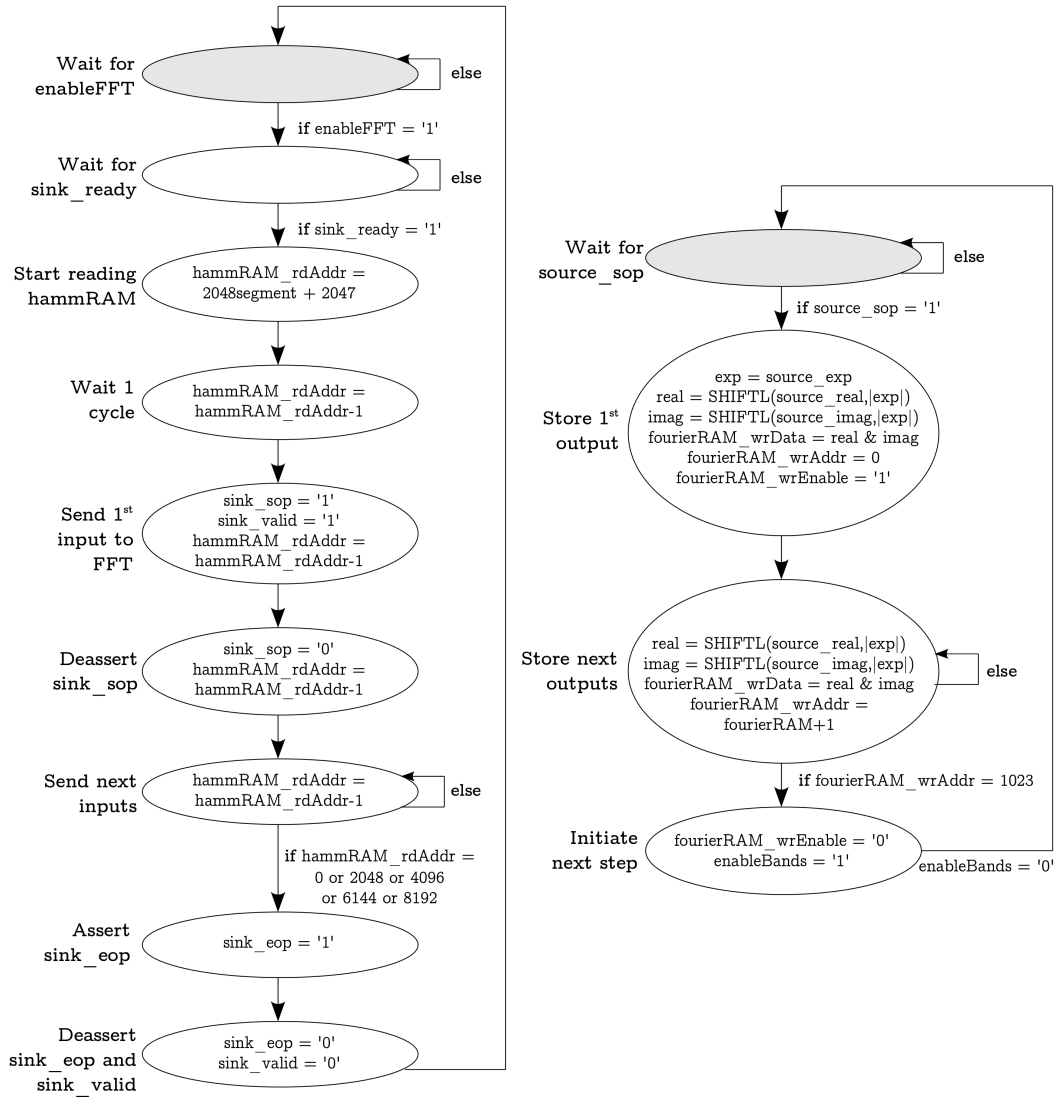 Wait for
enableFFT
else
if enableFFT = '1'
Wait for
sink_ready
else
if sink_ready = '1'
Start reading
hammRAM
hammRAM_rdAddr =
2048segment + 2047
Wait 1
cycle
hammRAM_rdAddr =
hammRAM_rdAddr-1
Send 1st
input to
FFT
sink_sop = '1'
sink_valid = '1'
hammRAM_rdAddr =
hammRAM_rdAddr-1
Deassert
sink_sop
sink_sop = '0'
hammRAM_rdAddr =
hammRAM_rdAddr-1
Send next
inputs
hammRAM_rdAddr =
hammRAM_rdAddr-1
else
if hammRAM_rdAddr =
0 or 2048 or 4096
or 6144 or 8192
Assert
sink_eop
sink_eop = '1'
Deassert
sink_eop and
sink_valid
sink_eop = '0'
sink_valid = '0'
Wait for
source_sop
else
if source_sop = '1'
Store 1st
output
exp = source_exp
real = SHIFTL(source_real,|exp|)
imag = SHIFTL(source_imag,|exp|)
fourierRAM_wrData = real & imag
fourierRAM_wrAddr = 0
fourierRAM_wrEnable = '1'
Store next
outputs
real = SHIFTL(source_real,|exp|)
imag = SHIFTL(source_imag,|exp|)
fourierRAM_wrData = real & imag
fourierRAM_wrAddr =
fourierRAM+1
else
if fourierRAM_wrAddr = 1023
Initiate
next step
fourierRAM_wrEnable = '0'
enableBands = '1'
enableBands = '0'